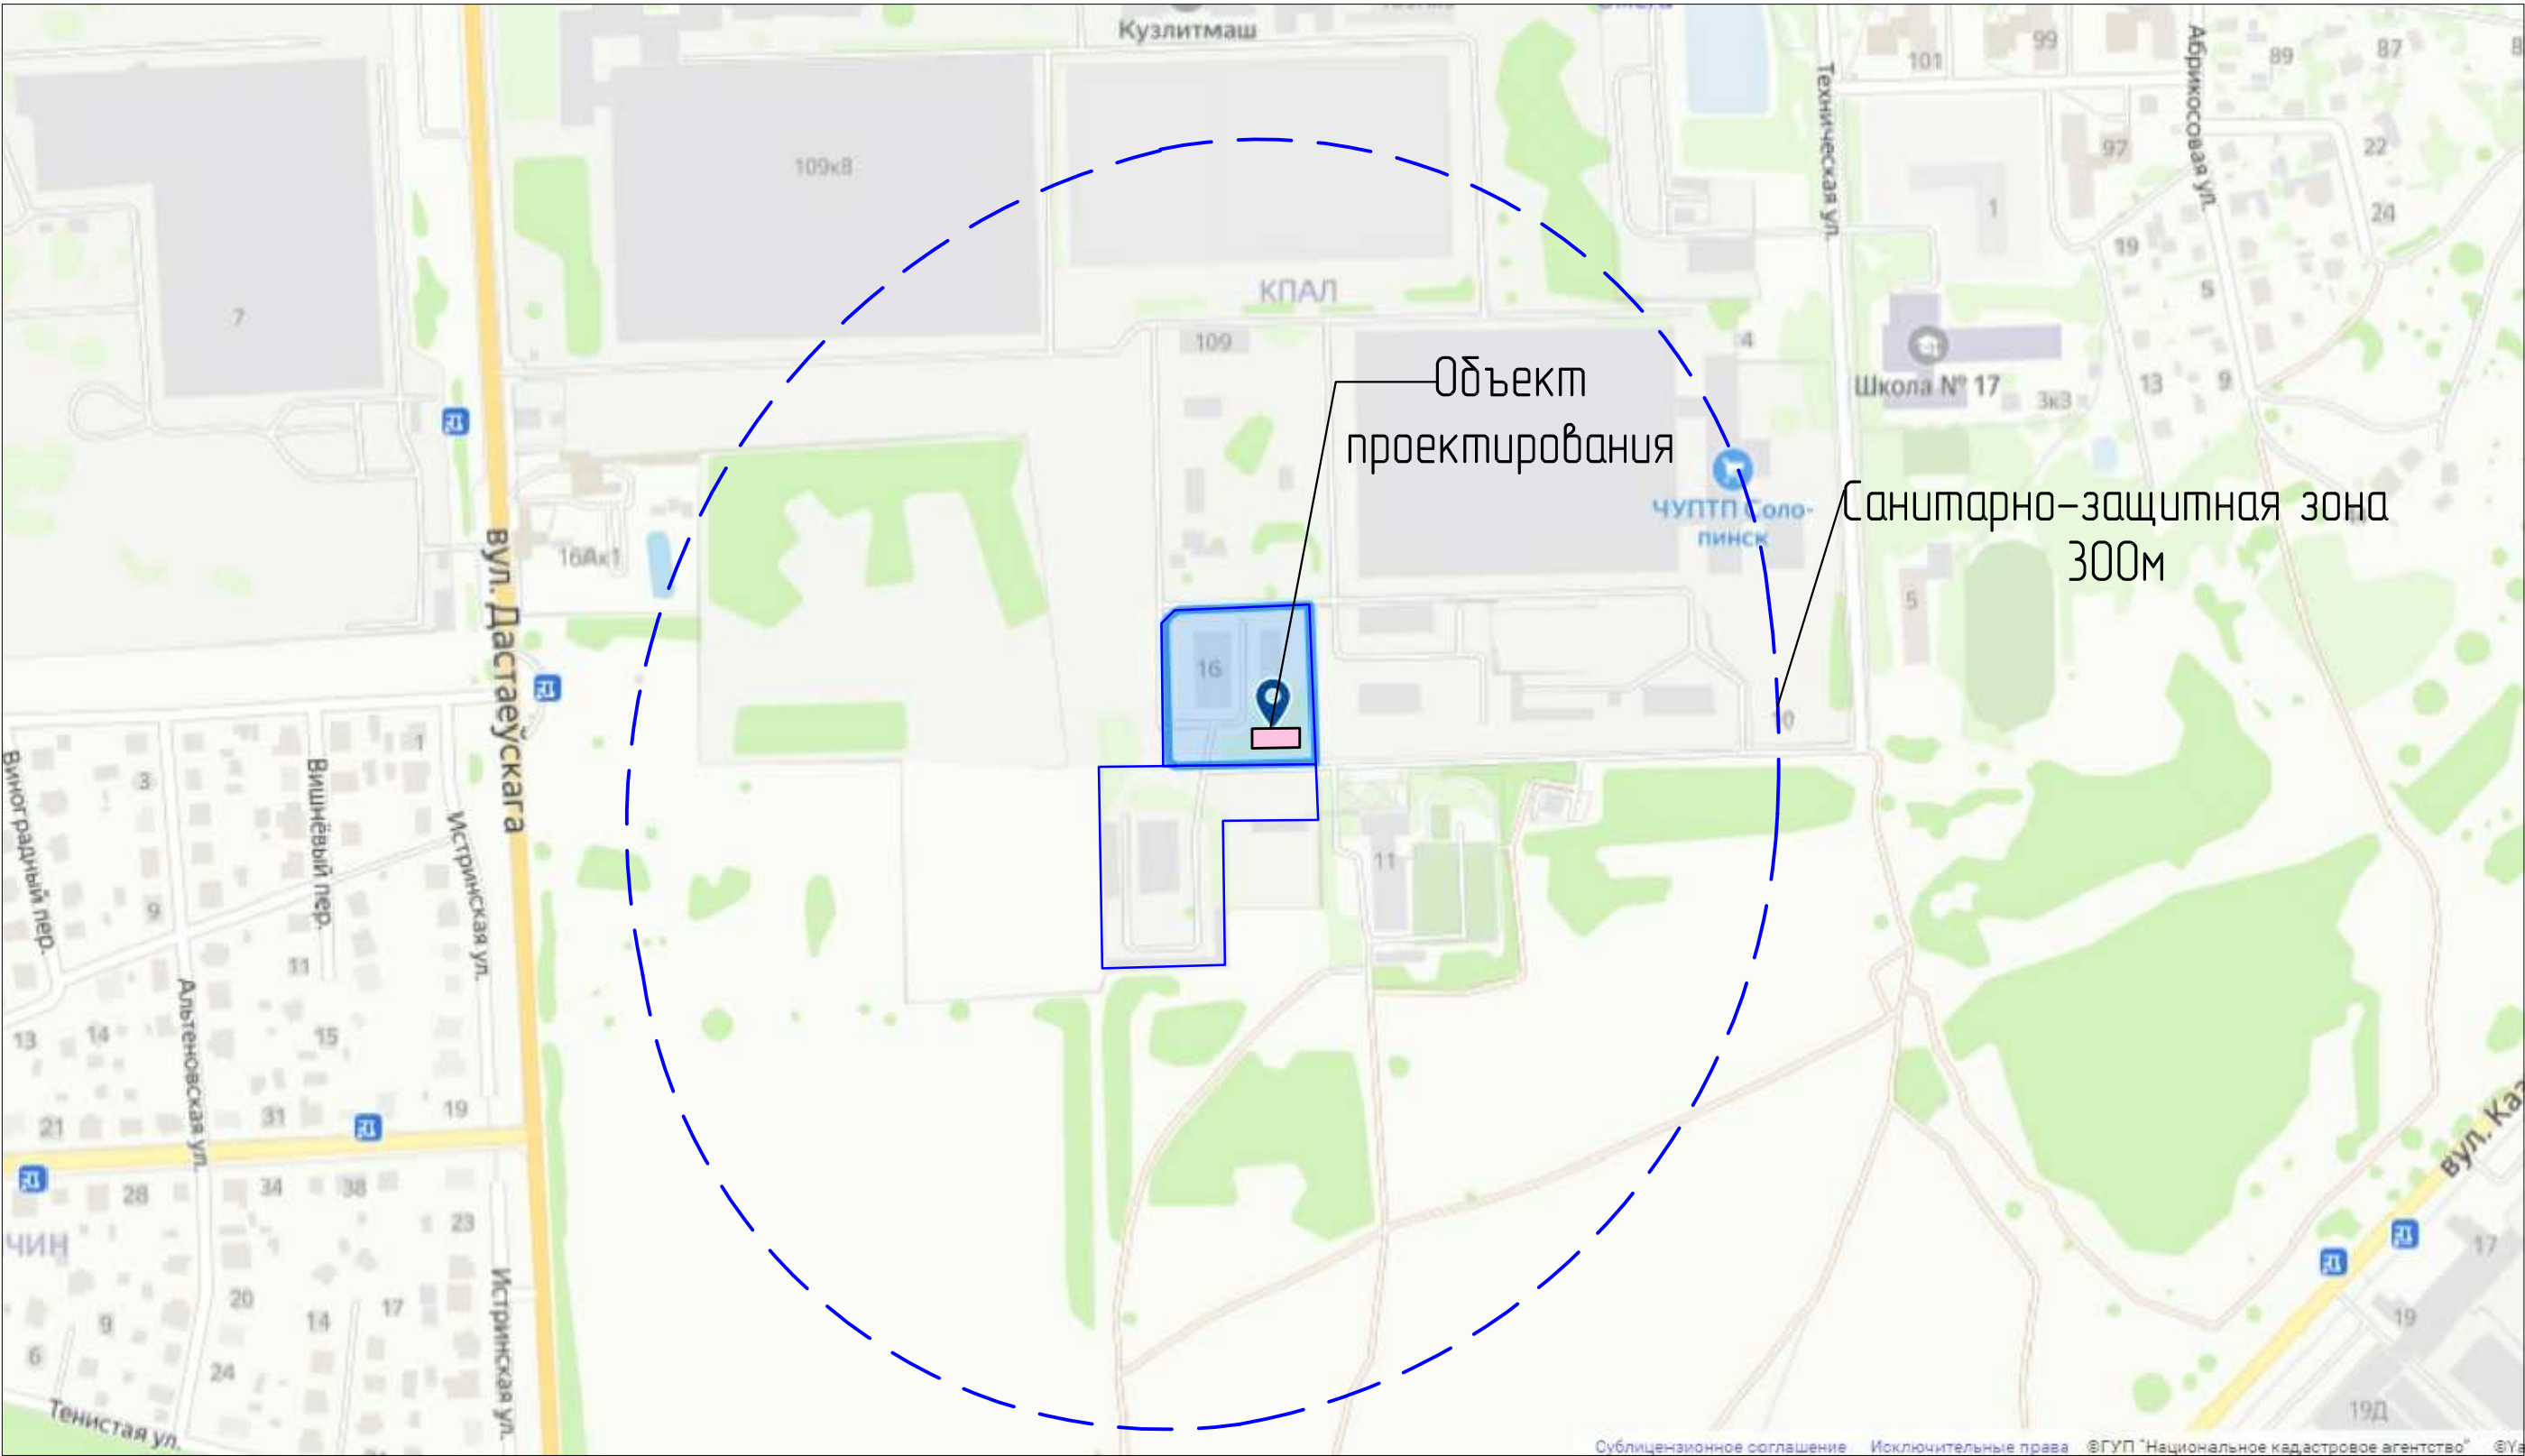 Кузлитмаш
101
99
89
87
Абрикосовая ул.
Техническая ул.
109к8
97
22
1
24
19
КПАЛ
5
7
109
4
Объект
проектирования
Школа № 17
3к3
13
9
ЧУПТП Соло-
пинск
Санитарно-защитная зона
300м
16Ак1
вул. Дастаеўскага
5
16
10
1
3
Виноградный пер.
Вишнёвый пер.
Истринская ул.
11
9
11
Альтеновская ул.
13
14
15
19
31
21
вул. Каз
28
34
38
23
ЧИН
17
20
17
14
9
19
Истринская ул.
6
24
19Д
Тенистая ул.
Сублицензионное соглашение Исключительные права ©ГУП "Национальное кадастровое агентство" ©Ya